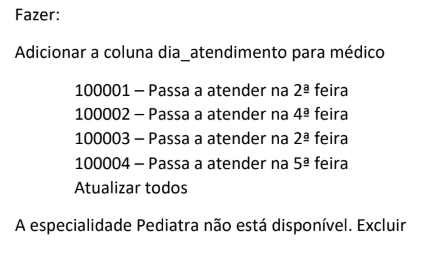 Fazer:
Adicionar a coluna dia_atendimento para médico
100001 – Passa a atender na 2ª feira
100002 – Passa a atender na 4ª feira
100003 – Passa a atender na 2ª feira
100004 – Passa a atender na 5ª feira
Atualizar todos
A especialidade Pediatra não está disponível. Excluir